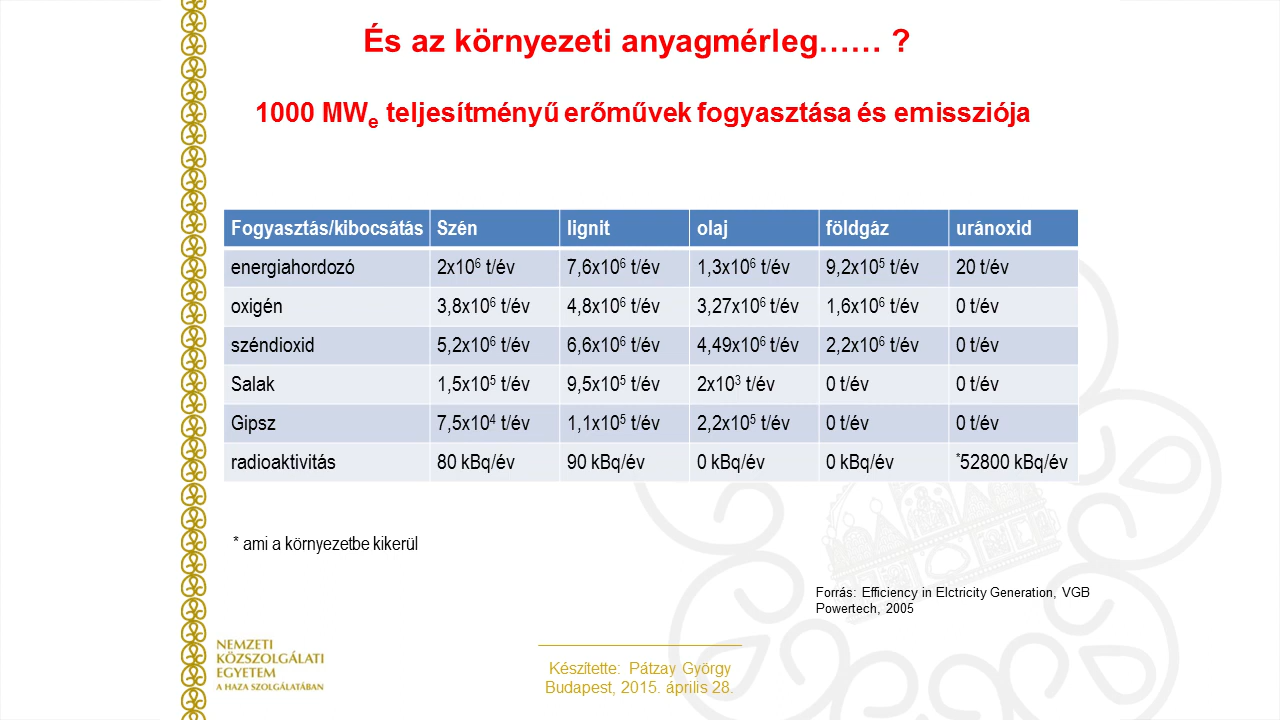 És az környezeti anyagmérleg…… ?
1000 MWe teljesítményű erőművek fogyasztása és emissziója
Fogyasztás/kibocsátás Szén lignit olaj földgáz uránoxid
energiahordozó 2x10⁶ t/év 7,6x10⁶ t/év 1,3x10⁶ t/év 9,2x10⁵ t/év 20 t/év
oxigén 3,8x10⁶ t/év 4,8x10⁶ t/év 3,27x10⁶ t/év 1,6x10⁶ t/év 0 t/év
széndioxid 5,2x10⁶ t/év 6,6x10⁶ t/év 4,49x10⁶ t/év 2,2x10⁶ t/év 0 t/év
Salak 1,5x10⁵ t/év 9,5x10⁵ t/év 2x10³ t/év 0 t/év 0 t/év
Gipsz 7,5x10⁴ t/év 1,1x10⁵ t/év 2,2x10⁵ t/év 0 t/év 0 t/év
radioaktivitás 80 kBq/év 90 kBq/év 0 kBq/év 0 kBq/év *52800 kBq/év
* ami a környezetbe kikerül
Forrás: Efficiency in Elctricity Generation, VGB
Powertech, 2005
NEMZETI
KÖZSZOLGÁLATI
EGYETEM
A HAZA SZOLGÁLATÁBAN
Készítette: Pátzay György
Budapest, 2015. április 28.